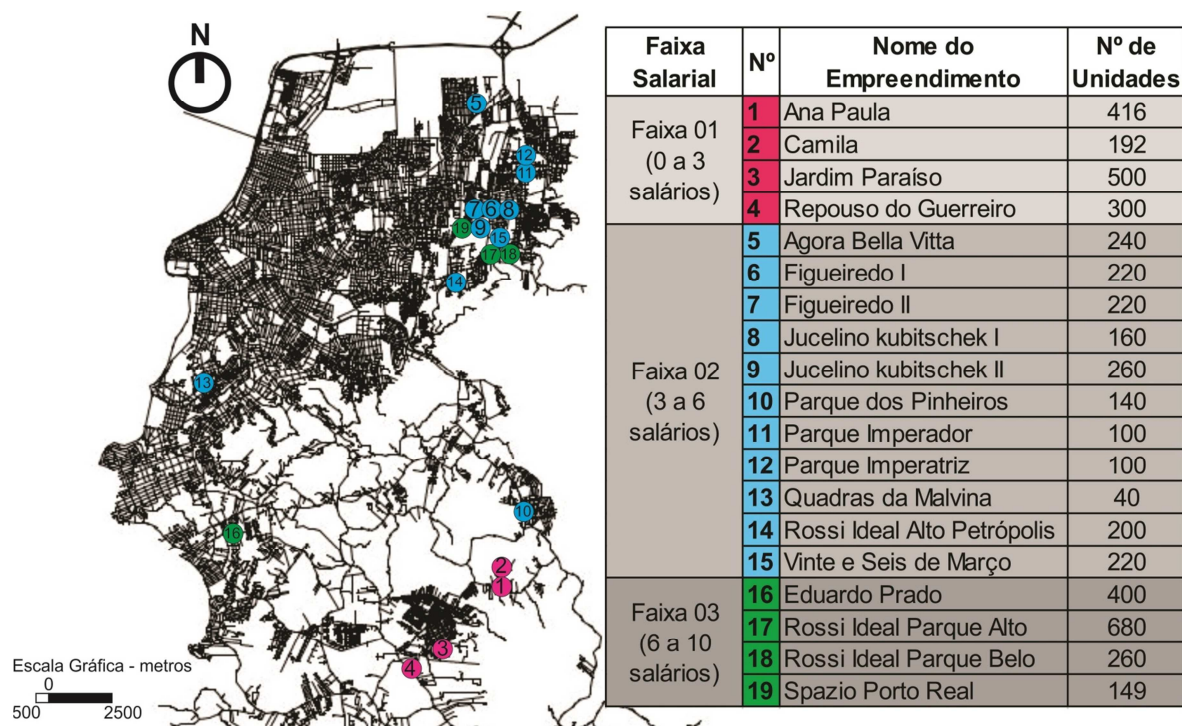 N
5
12
11
7 6 8
19 9 15
17 18
14
13
10
16
2
1
3
4
Escala Gráfica - metros
0
500 2500
Faixa Salarial Nº Nome do Empreendimento Nº de Unidades
Faixa 01 (0 a 3 salários)
1 Ana Paula 416
2 Camila 192
3 Jardim Paraíso 500
4 Repouso do Guerreiro 300
Faixa 02 (3 a 6 salários)
5 Agora Bella Vitta 240
6 Figueiredo I 220
7 Figueiredo II 220
8 Jucelino kubitschek I 160
9 Jucelino kubitschek II 260
10 Parque dos Pinheiros 140
11 Parque Imperador 100
12 Parque Imperatriz 100
13 Quadras da Malvina 40
14 Rossi Ideal Alto Petrópolis 200
15 Vinte e Seis de Março 220
Faixa 03 (6 a 10 salários)
16 Eduardo Prado 400
17 Rossi Ideal Parque Alto 680
18 Rossi Ideal Parque Belo 260
19 Spazio Porto Real 149